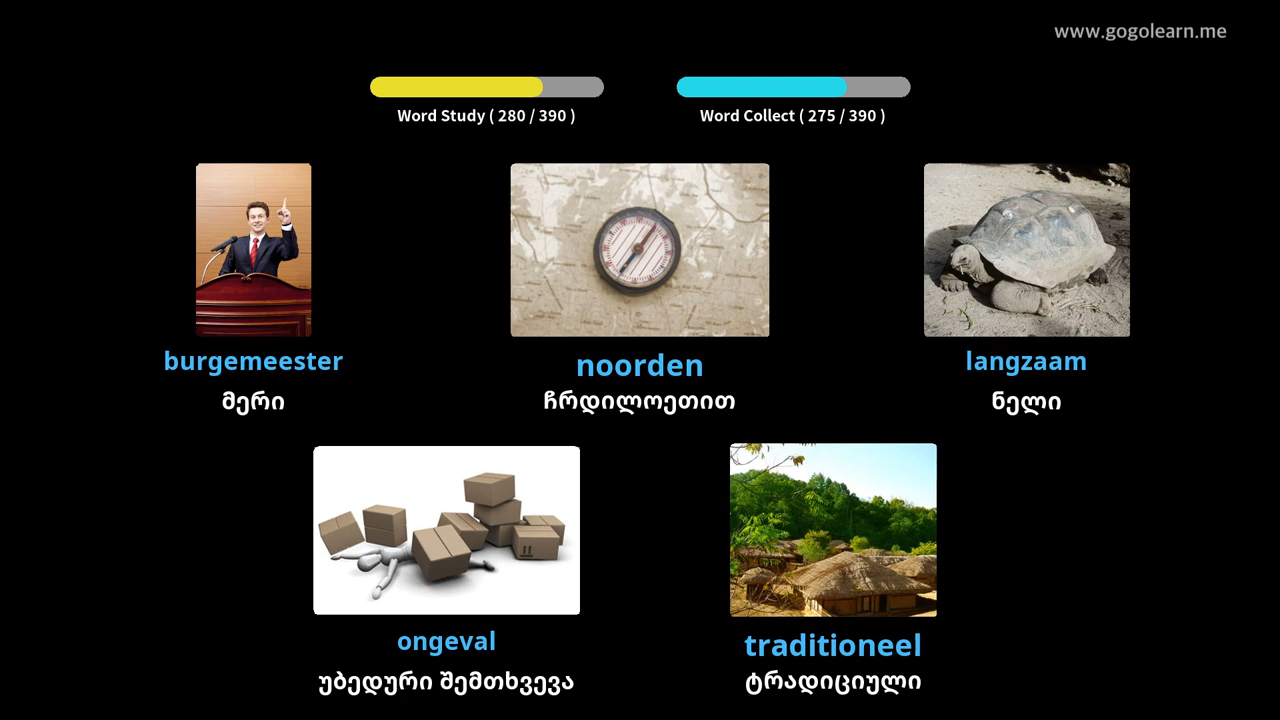 www.gogolearn.me
Word Study ( 280 / 390 )
Word Collect ( 275 / 390 )
burgemeester
მერი
noorden
ჩრდილოეთით
langzaam
ნელი
ongeval
უბედური შემთხვევა
traditioneel
ტრადიციული